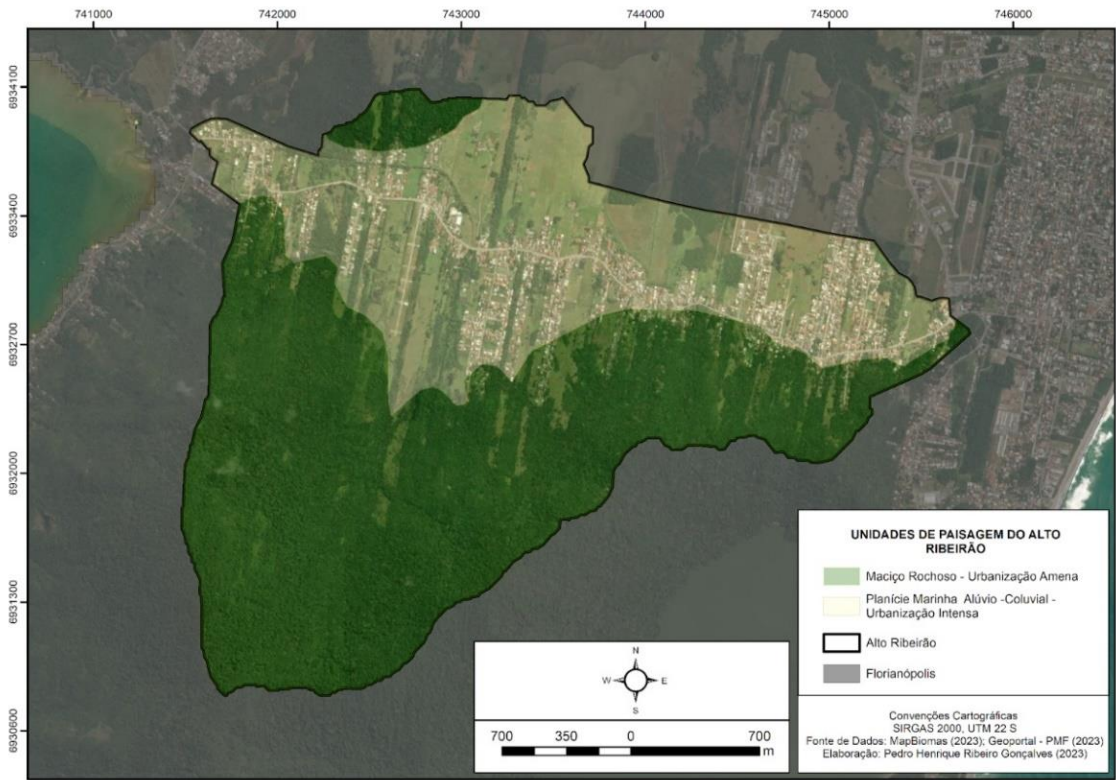 741000 742000 743000 744000 745000 746000
6934100
6933400
6932700
6932000
6931300
6930600
UNIDADES DE PAISAGEM DO ALTO
RIBEIRÃO
Maciço Rochoso - Urbanização Amena
Planície Marinha Alúvio -Coluvial -
Urbanização Intensa
Alto Ribeirão
Florianópolis
N
W E
S
700 350 0 700
m
Convenções Cartográficas
SIRGAS 2000, UTM 22 S
Fonte de Dados: MapBiomas (2023); Geoportal - PMF (2023)
Elaboração: Pedro Henrique Ribeiro Gonçalves (2023)